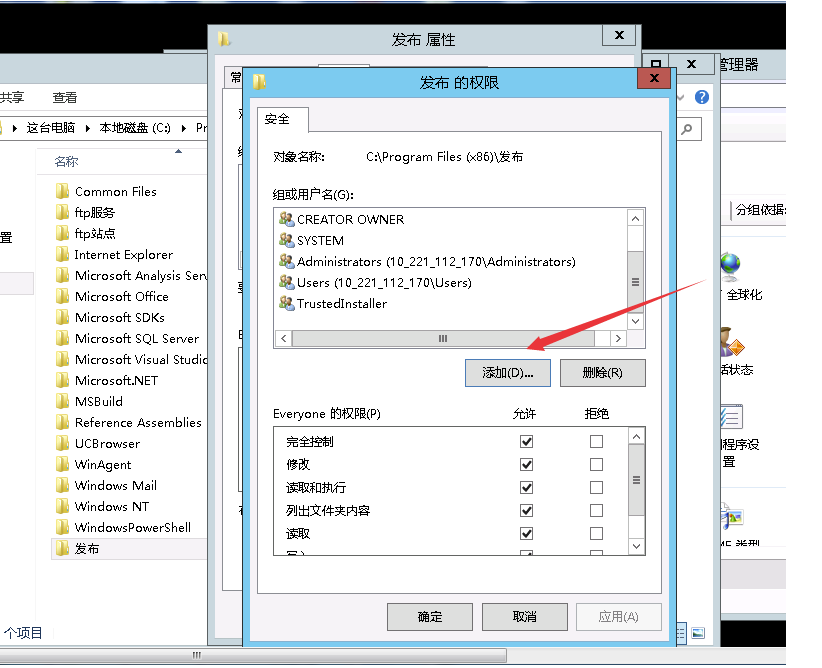 发布 属性
管理器
发布 的权限
常
共享
查看
安全
这台电脑
本地磁盘 (C:)
Pr
对象名称:
C:\Program Files (x86)\发布
名称
组或用户名(G):
Common Files
CREATOR OWNER
分组依据:
ftp服务
SYSTEM
ftp站点
置
Administrators (10_221_112_170\Administrators)
Internet Explorer
Users (10_221_112_170\Users)
Microsoft Analysis Serv
全球化
Microsoft Office
TrustedInstaller
Microsoft SDKs
Microsoft SQL Server
Microsoft Visual Studio
添加(D)...
删除(R)
话状态
Microsoft.NET
MSBuild
Everyone 的权限(P)
允许
拒绝
Reference Assemblies
完全控制
UCBrowser
程序设
置
WinAgent
修改
Windows Mail
读取和执行
Windows NT
列出文件夹内容
WindowsPowerShell
读取
发布
确定
取消
应用(A)
个项目